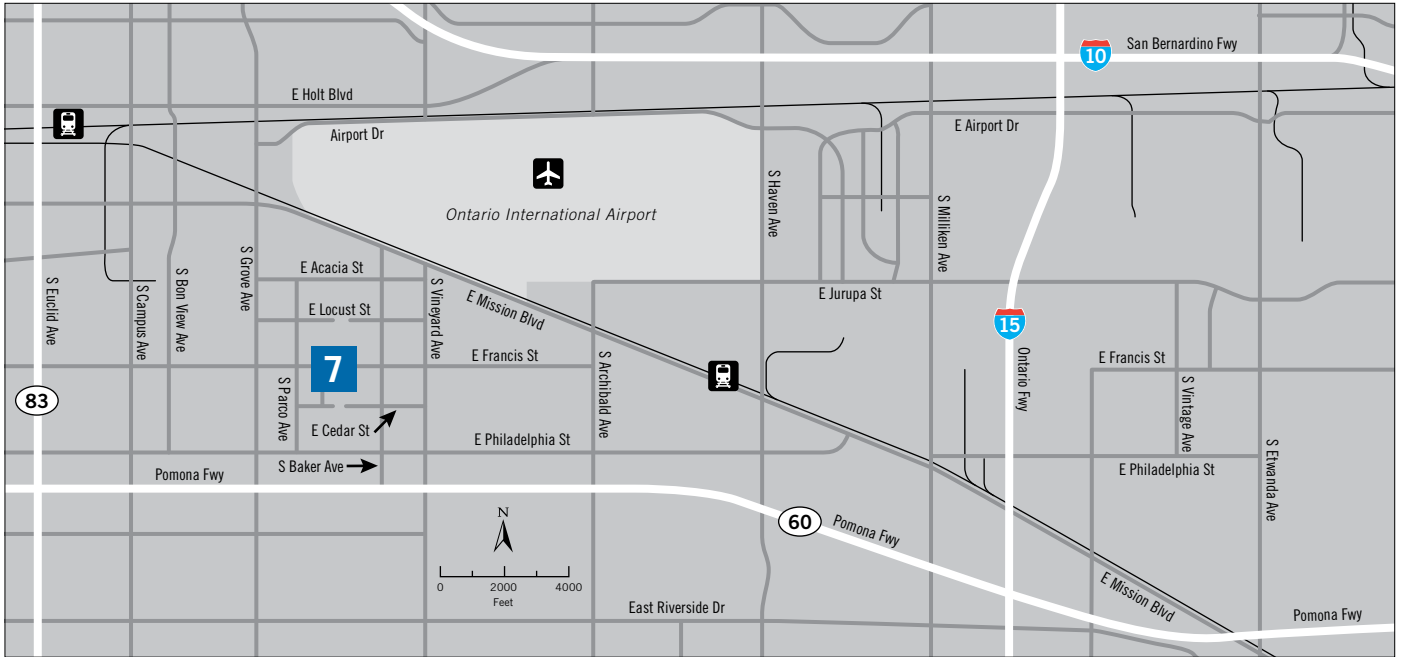 San Bernardino Fwy
10
E Holt Blvd
Airport Dr
E Airport Dr
Ontario International Airport
S Haven Ave
S Milliken Ave
S Euclid Ave
S Campus Ave
S Bon View Ave
S Grove Ave
E Acacia St
S Vineyard Ave
E Mission Blvd
E Jurupa St
E Locust St
15
Ontario Fwy
7
E Francis St
S Archibald Ave
E Francis St
S Parco Ave
S Vintage Ave
83
E Cedar St
E Philadelphia St
S Etwanda Ave
S Baker Ave
Pomona Fwy
E Philadelphia St
N
60
Pomona Fwy
0 2000 4000
Feet
E Mission Blvd
East Riverside Dr
Pomona Fwy